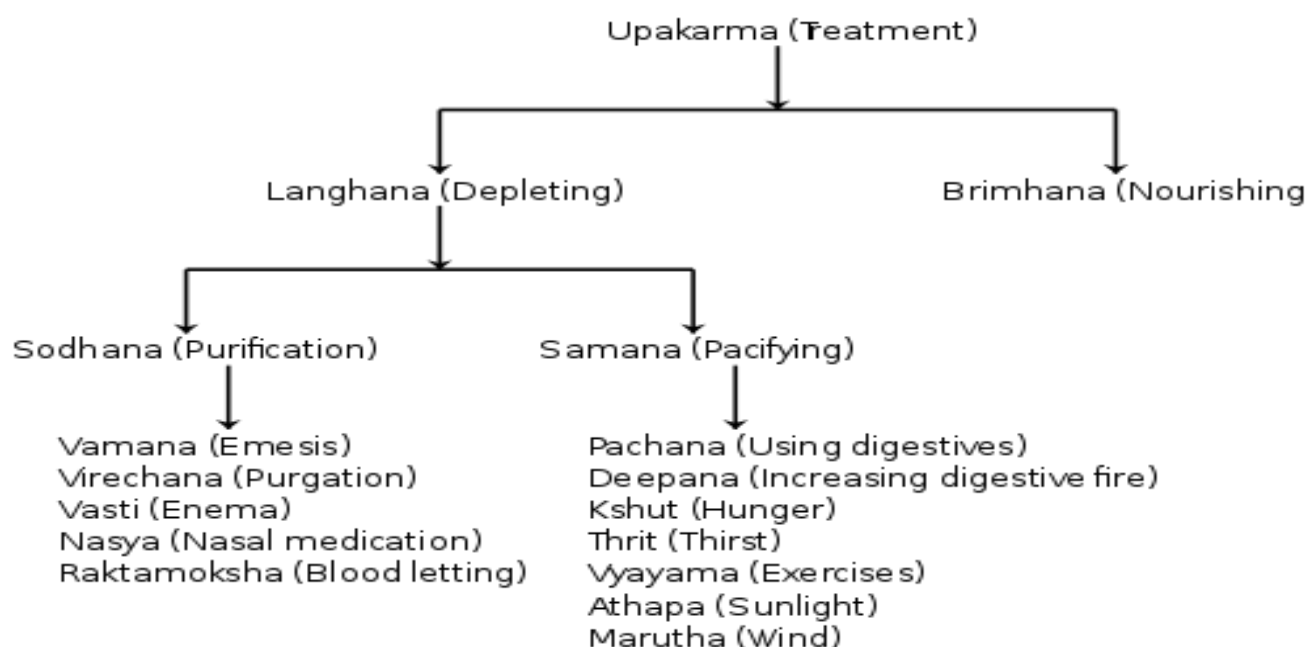 Upakarma (Treatment)
Langhana (Depleting)
Brimhana (Nourishing
Sodhana (Purification)
Samana (Pacifying)
Vamana (Emesis)
Virechana (Purgation)
Vasti (Enema)
Nasya (Nasal medication)
Raktamoksha (Blood letting)
Pachana (Using digestives)
Deepana (Increasing digestive fire)
Kshut (Hunger)
Thrit (Thirst)
Vyayama (Exercises)
Athapa (Sunlight)
Marutha (Wind)